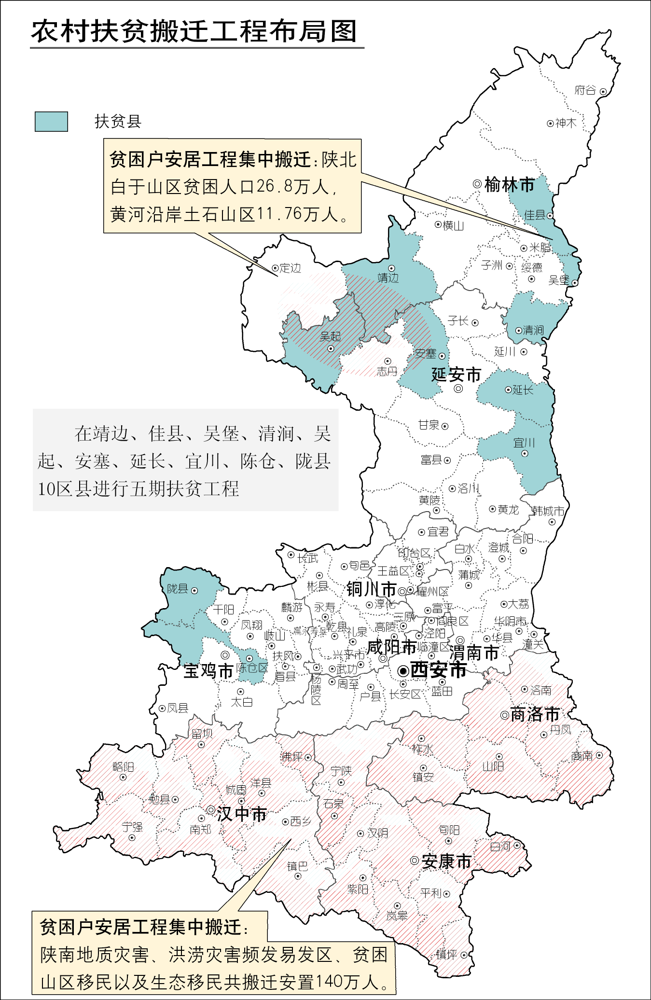 农村扶贫搬迁工程布局图
扶贫县
贫困户安居工程集中搬迁：陕北
白于山区贫困人口26.8万人，
黄河沿岸土石山区11.76万人。
府谷
神木
榆林市
佳县
横山
米脂
子洲
绥德
吴堡
定边
靖边
子长
清涧
吴起
延川
安塞
志丹
延安市
延长
甘泉
宜川
富县
在靖边、佳县、吴堡、清涧、吴
起、安塞、延长、宜川、陈仓、陇县
10区县进行五期扶贫工程
洛川
黄陵
黄龙
韩城市
宜君
合阳
澄城
白水
印台区
长武
旬邑
王益区
蒲城
彬县
陇县
铜川市
耀州区
千阳
麟游
永寿
淳化
富平
大荔
三原
阎良区
华阴市
凤翔
岐山
属永寿县
乾县
礼泉
高陵
泾阳
华县
潼关
咸阳市
临潼区
渭南市
扶风
兴平市
宝鸡市
陈仓区
眉县
武功
西安市
杨
陵
区
周至
户县
长安区
蓝田
太白
凤县
洛南
商洛市
留坝
丹凤
柞水
佛坪
商南
略阳
宁陕
镇安
山阳
洋县
城固
勉县
石泉
汉中市
西乡
宁强
南郑
汉阴
旬阳
白河
安康市
镇巴
紫阳
平利
岚皋
镇坪
贫困户安居工程集中搬迁：
陕南地质灾害、洪涝灾害频发易发区、贫困
山区移民以及生态移民共搬迁安置140万人。